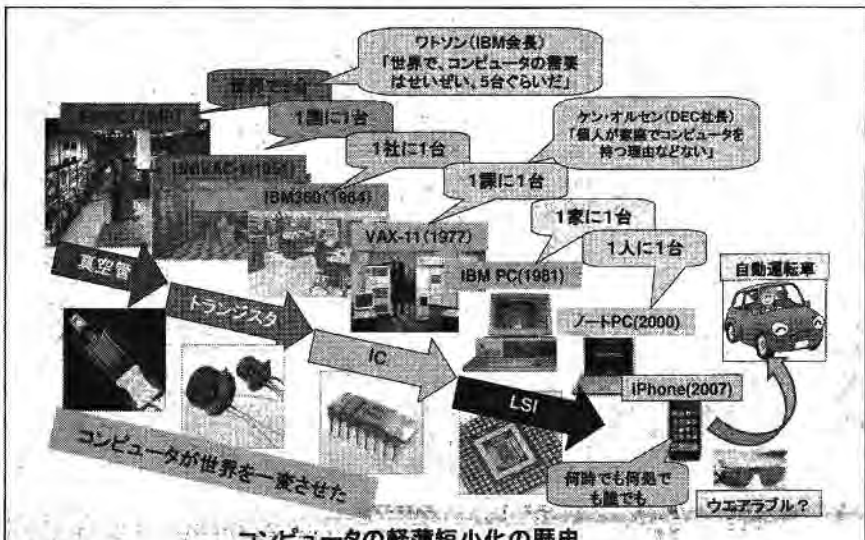 ワトソン(IBM会長)
「世界で、コンピュータの需要
はせいぜい、5台ぐらいだ」
世界で5台
1国に1台
ケン・オルセン(DEC社長)
「個人が家庭でコンピュータを
持つ理由などない」
1社に1台
UNIVAC-1(1951)
1課に1台
IBM360(1964)
1家に1台
VAX-11(1977)
1人に1台
IBM PC(1981)
自動運転車
真空管
トランジスタ
ノートPC(2000)
IC
iPhone(2007)
LSI
コンピュータが世界を一変させた
何時でも何処で
も誰でも
ウエアラブル?
コンピュータの軽薄短小化の歴史